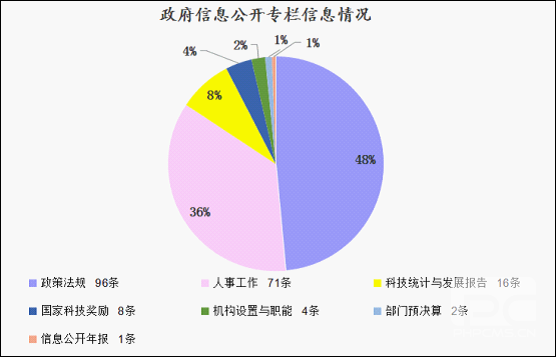 政府信息公开专栏信息情况
1%
2%
1%
4%
8%
48%
36%
政策法规 96条 人事工作 71条 科技统计与发展报告 16条
国家科技奖励 8条 机构设置与职能 4条 部门预决算 2条
信息公开年报 1条